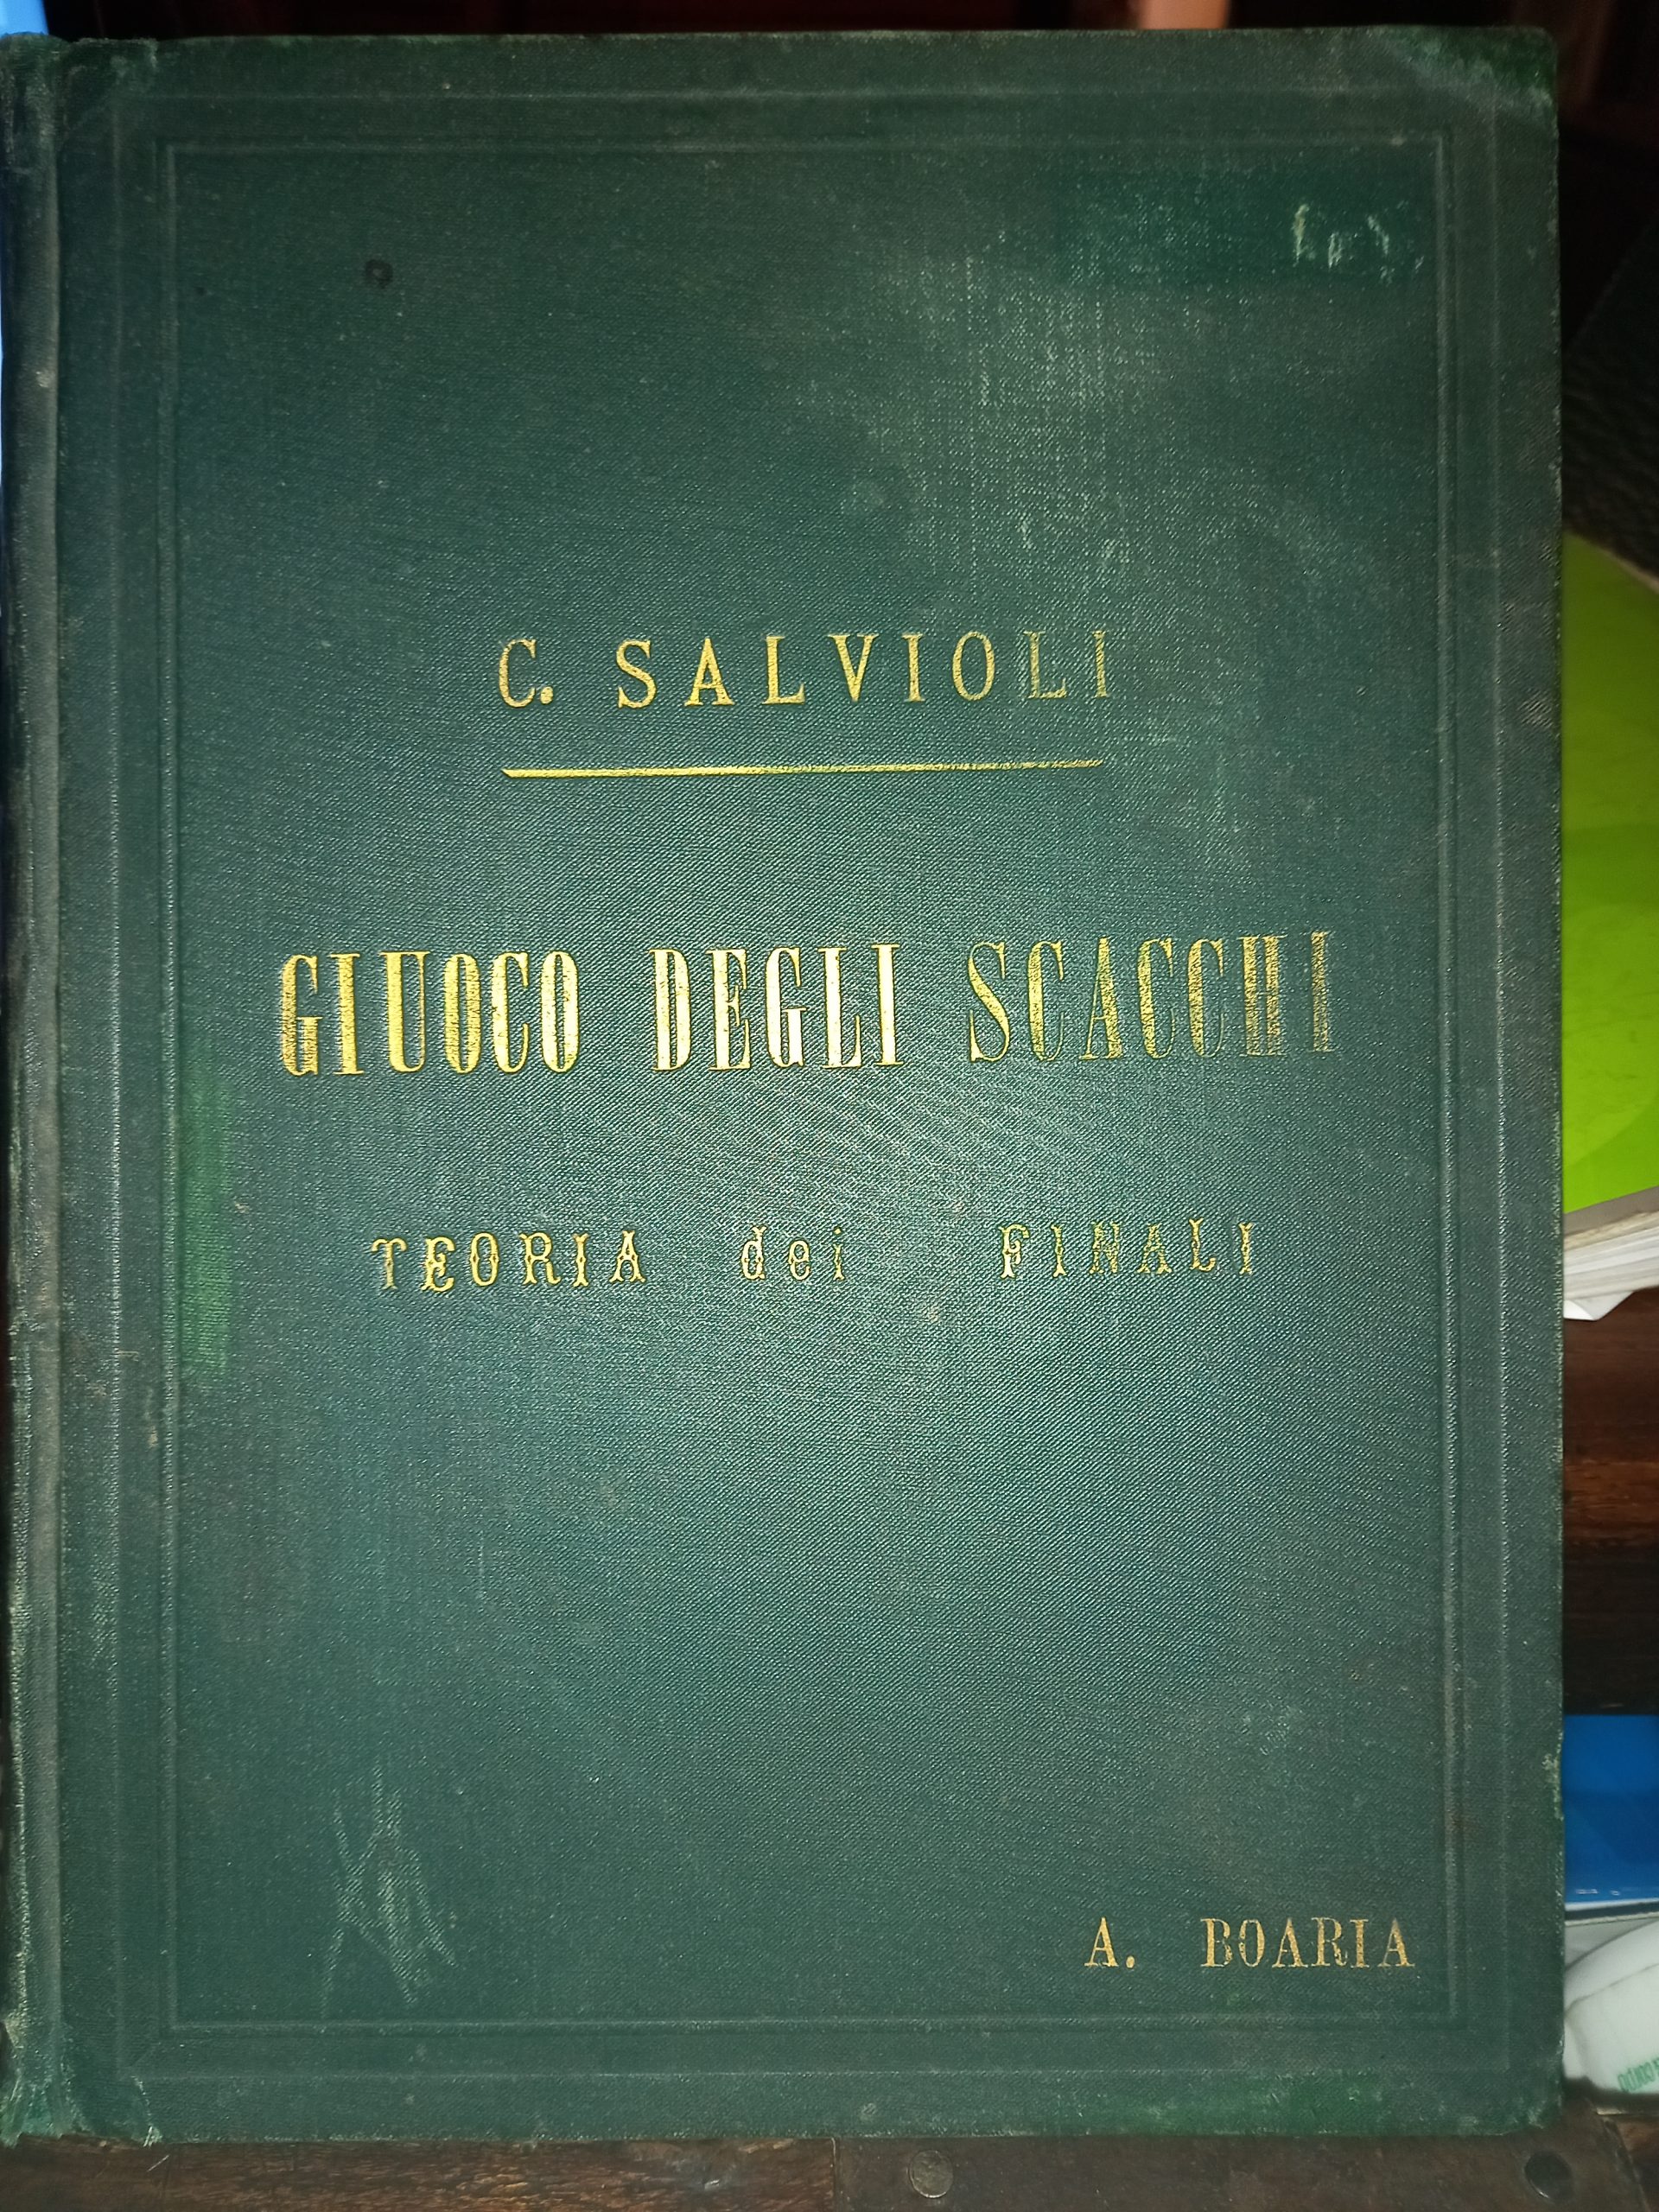 C. SALVIOLI
GIUOCO DEGLI SCACCHI
TEORIA dei FINALI
A. BOARIA